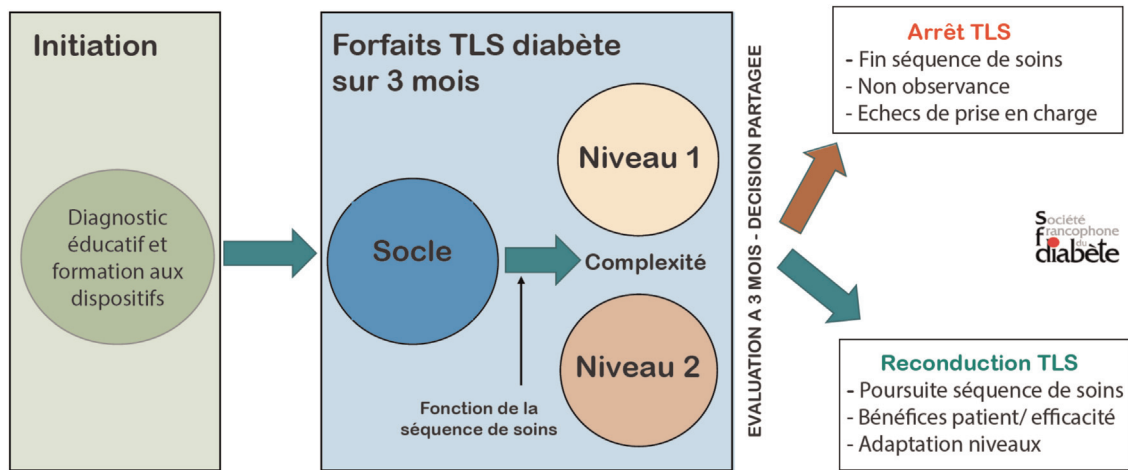 Initiation
Diagnostic
éducatif et
formation aux
dispositifs
Forfaits TLS diabète
sur 3 mois
Socle
Niveau 1
Complexité
Niveau 2
Fonction de la
séquence de soins
EVALUATION A 3 MOIS - DECISION PARTAGEE
Arrêt TLS
- Fin séquence de soins
- Non observance
- Echecs de prise en charge
Société
francophone
du
diabète
Reconduction TLS
- Poursuite séquence de soins
- Bénéfices patient/ efficacité
- Adaptation niveaux